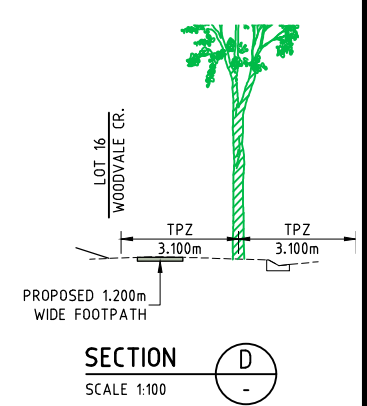 LOT 16
WOODVALE CR.
TPZ
3.100m
TPZ
3.100m
PROPOSED 1.200m
WIDE FOOTPATH
SECTION
SCALE 1:100
D
-